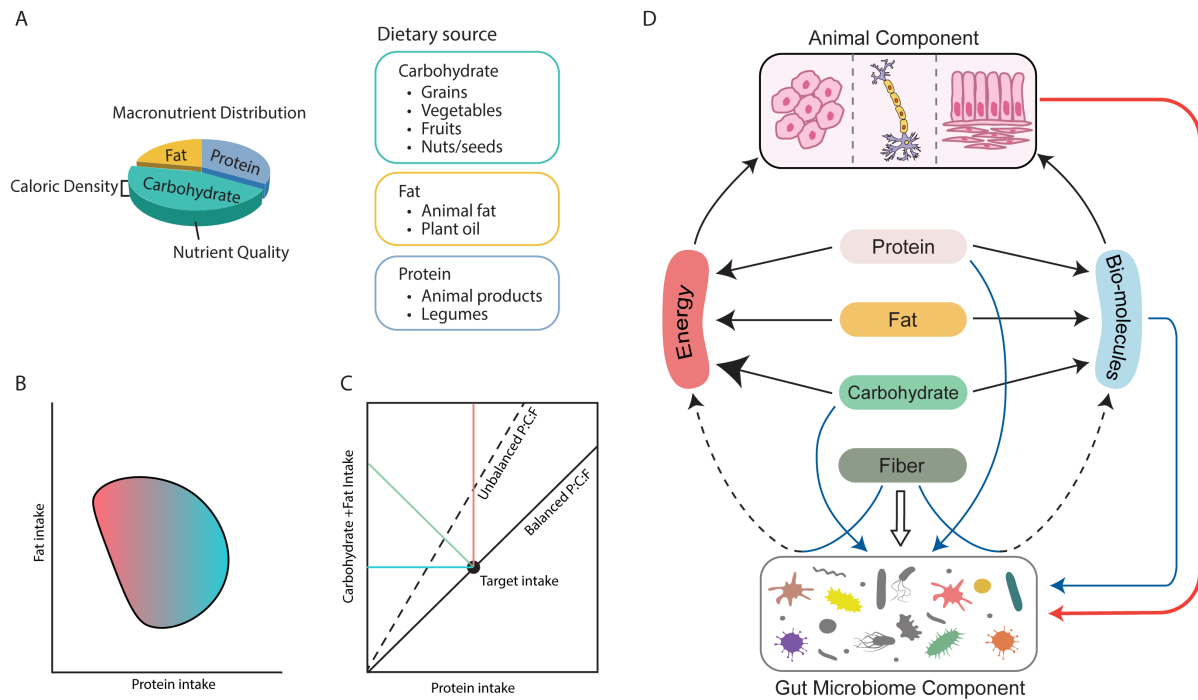 A
Macronutrient Distribution
Fat
Protein
Carbohydrate
Caloric Density
Nutrient Quality
Dietary source
Carbohydrate
• Grains
• Vegetables
• Fruits
• Nuts/seeds
Fat
• Animal fat
• Plant oil
Protein
• Animal products
• Legumes
B
Fat intake
Protein intake
C
Carbohydrate +Fat Intake
Unbalanced P:C:F
Balanced P:C:F
Target intake
Protein intake
D
Animal Component
Protein
Fat
Carbohydrate
Fiber
Energy
Bio-molecules
Gut Microbiome Component